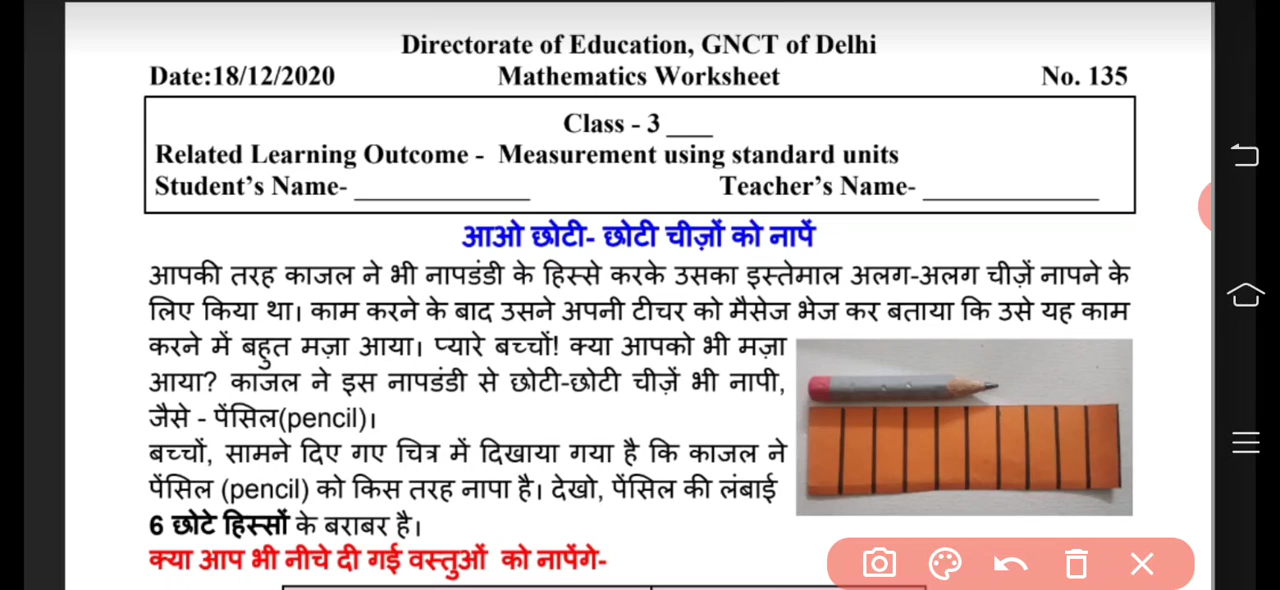 Directorate of Education, GNCT of Delhi
Date:18/12/2020 Mathematics Worksheet No. 135
Class - 3 ____
Related Learning Outcome - Measurement using standard units
Student’s Name- _____________ Teacher’s Name- _____________
आओ छोटी- छोटी चीज़ों को नापें
आपकी तरह काजल ने भी नापडंडी के हिस्से करके उसका इस्तेमाल अलग-अलग चीज़ें नापने के
लिए किया था। काम करने के बाद उसने अपनी टीचर को मैसेज भेज कर बताया कि उसे यह काम
करने में बहुत मज़ा आया। प्यारे बच्चों! क्या आपको भी मज़ा
आया? काजल ने इस नापडंडी से छोटी-छोटी चीज़ें भी नापी,
जैसे - पेंसिल(pencil)।
बच्चों, सामने दिए गए चित्र में दिखाया गया है कि काजल ने
पेंसिल (pencil) को किस तरह नापा है। देखो, पेंसिल की लंबाई
6 छोटे हिस्सों के बराबर है।
क्या आप भी नीचे दी गई वस्तुओं को नापेंगे-